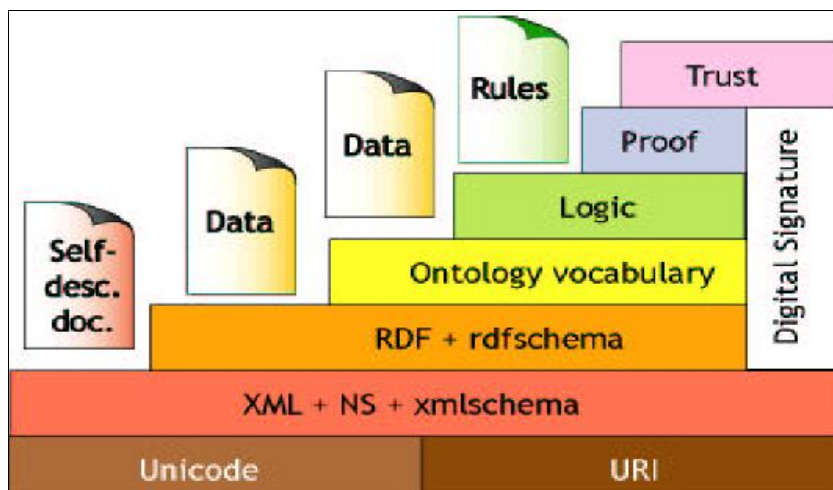 Rules
Trust
Data
Proof
Data
Logic
Self-
desc.
doc.
Ontology vocabulary
Digital Signature
RDF + rdfschema
XML + NS + xmlschema
Unicode
URI